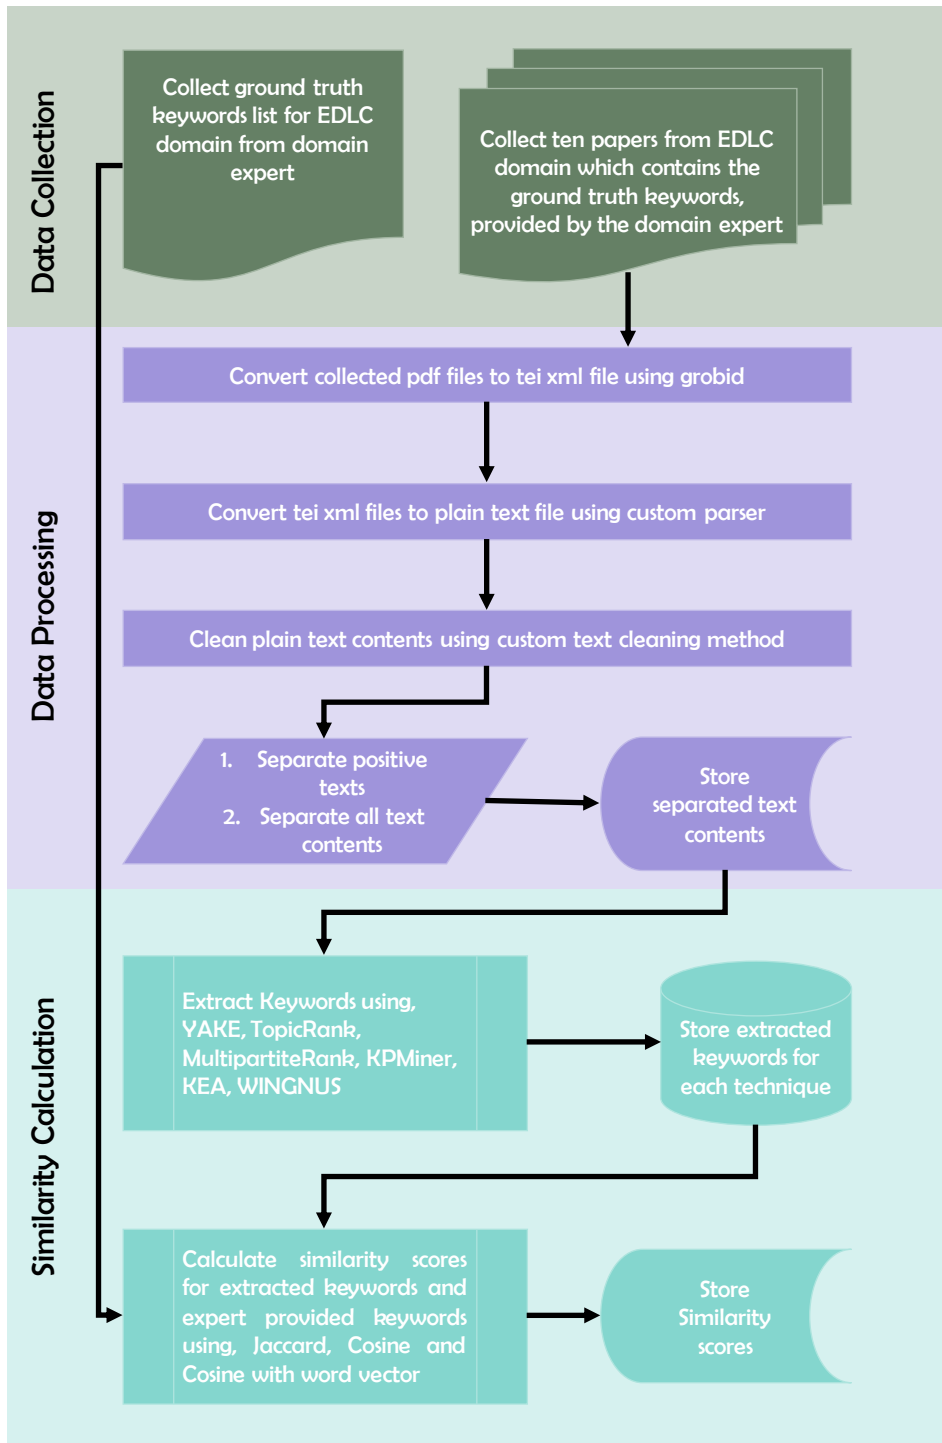 Data Collection
Collect ground truth
keywords list for EDLC
domain from domain
expert
Collect ten papers from EDLC
domain which contains the
ground truth keywords,
provided by the domain expert
Data Processing
Convert collected pdf files to tei xml file using grobid
Convert tei xml files to plain text file using custom parser
Clean plain text contents using custom text cleaning method
1. Separate positive
texts
2. Separate all text
contents
Store
separated text
contents
Similarity Calculation
Extract Keywords using,
YAKE, TopicRank,
MultipartiteRank, KPMiner,
KEA, WINGNUS
Store extracted
keywords for
each technique
Calculate similarity scores
for extracted keywords and
expert provided keywords
using, Jaccard, Cosine and
Cosine with word vector
Store
Similarity
scores